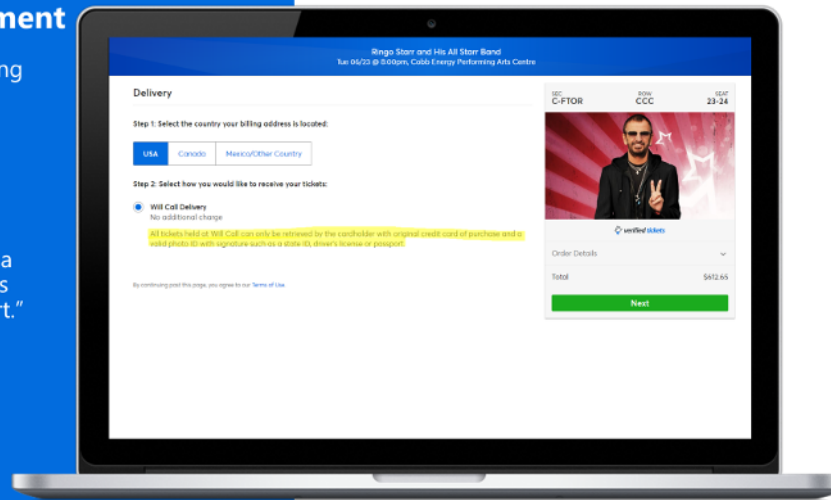 ment
ng
a
s
rt."
Ringo Starr and His All Starr Band
Tue 06/23 @ 8:00pm, Cobb Energy Performing Arts Centre
Delivery
Step 1: Select the country your billing address is located:
USA Canada Mexico/Other Country
Step 2: Select how you would like to receive your tickets:
Will Call Delivery
No additional charge
All tickets held at Will Call can only be retrieved by the cardholder with original credit card of purchase and a
valid photo ID with signature such as a state ID, driver's license or passport.
By continuing past this page, you agree to our Terms of Use
SEC ROW SEAT
C-FTOR CCC 23-24
verified tickets
Order Details
Total $612.65
Next